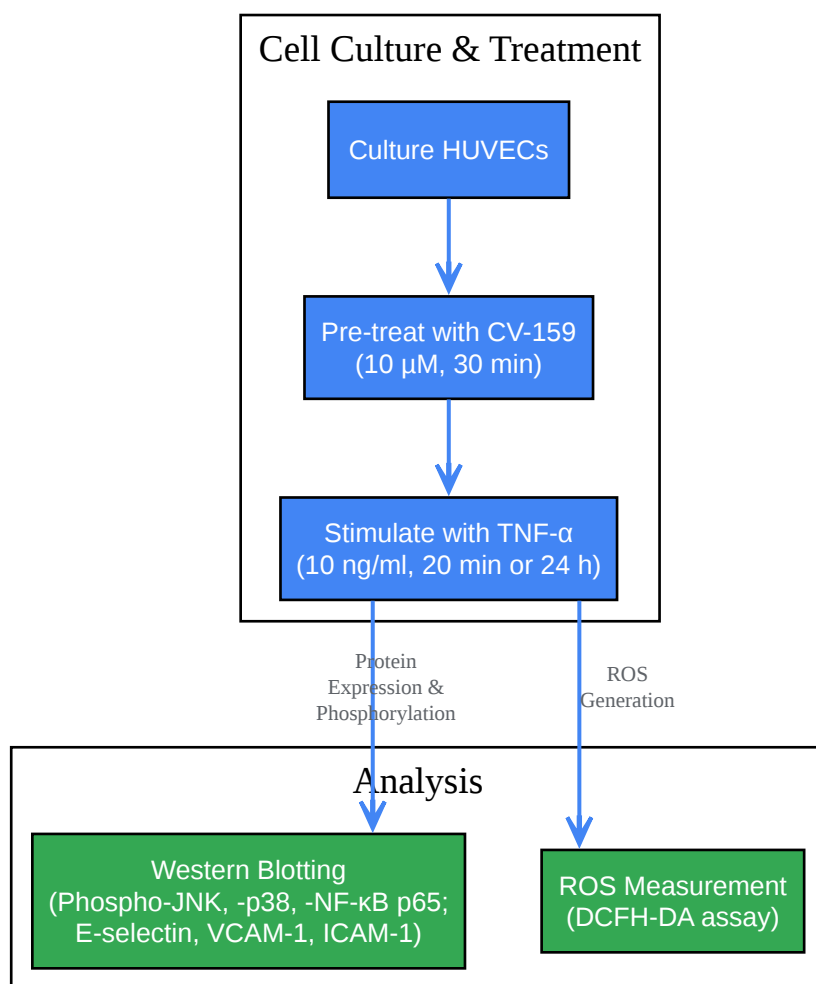 Cell Culture & Treatment
Culture HUVECs
Pre-treat with CV-159
(10 µM, 30 min)
Stimulate with TNF-α
(10 ng/ml, 20 min or 24 h)
Protein
Expression &
Phosphorylation
ROS
Generation
Analysis
Western Blotting
(Phospho-JNK, -p38, -NF-κB p65;
E-selectin, VCAM-1, ICAM-1)
ROS Measurement
(DCFH-DA assay)